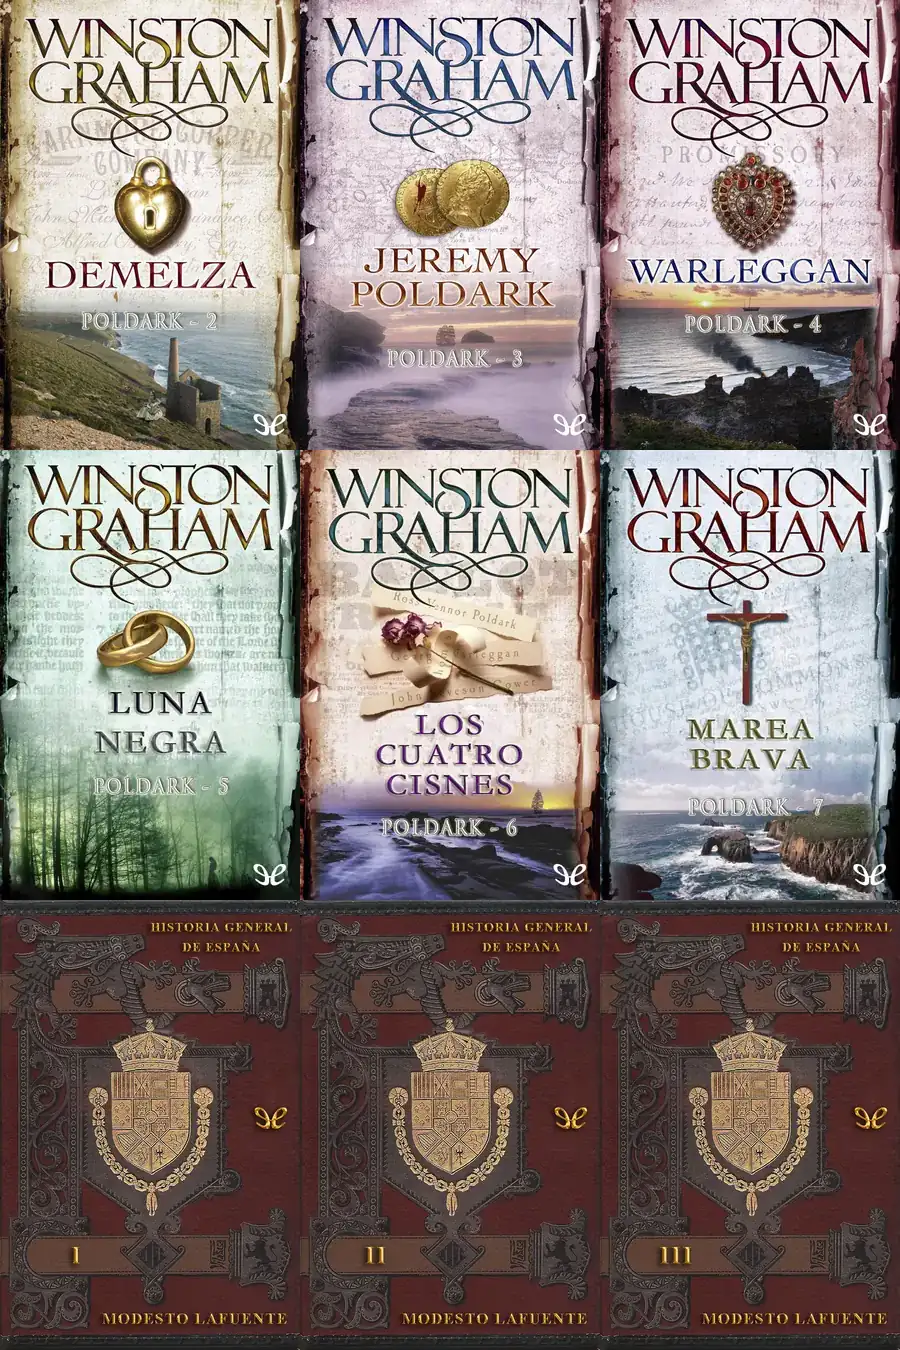 WINSTON
GRAHAM
DEMELZA
POLDARK - 2
WINSTON
GRAHAM
JEREMY
POLDARK
POLDARK - 3
WINSTON
GRAHAM
PROMISSORY
WARLEGGAN
POLDARK - 4
WINSTON
GRAHAM
LUNA
NEGRA
POLDARK - 5
WINSTON
GRAHAM
Ross Vennor Poldark
LOS
CUATRO
CISNES
POLDARK - 6
WINSTON
GRAHAM
MAREA
BRAVA
POLDARK - 7
HISTORIA GENERAL
DE ESPAÑA
I
MODESTO LAFUENTE
HISTORIA GENERAL
DE ESPAÑA
II
MODESTO LAFUENTE
HISTORIA GENERAL
DE ESPAÑA
III
MODESTO LAFUENTE